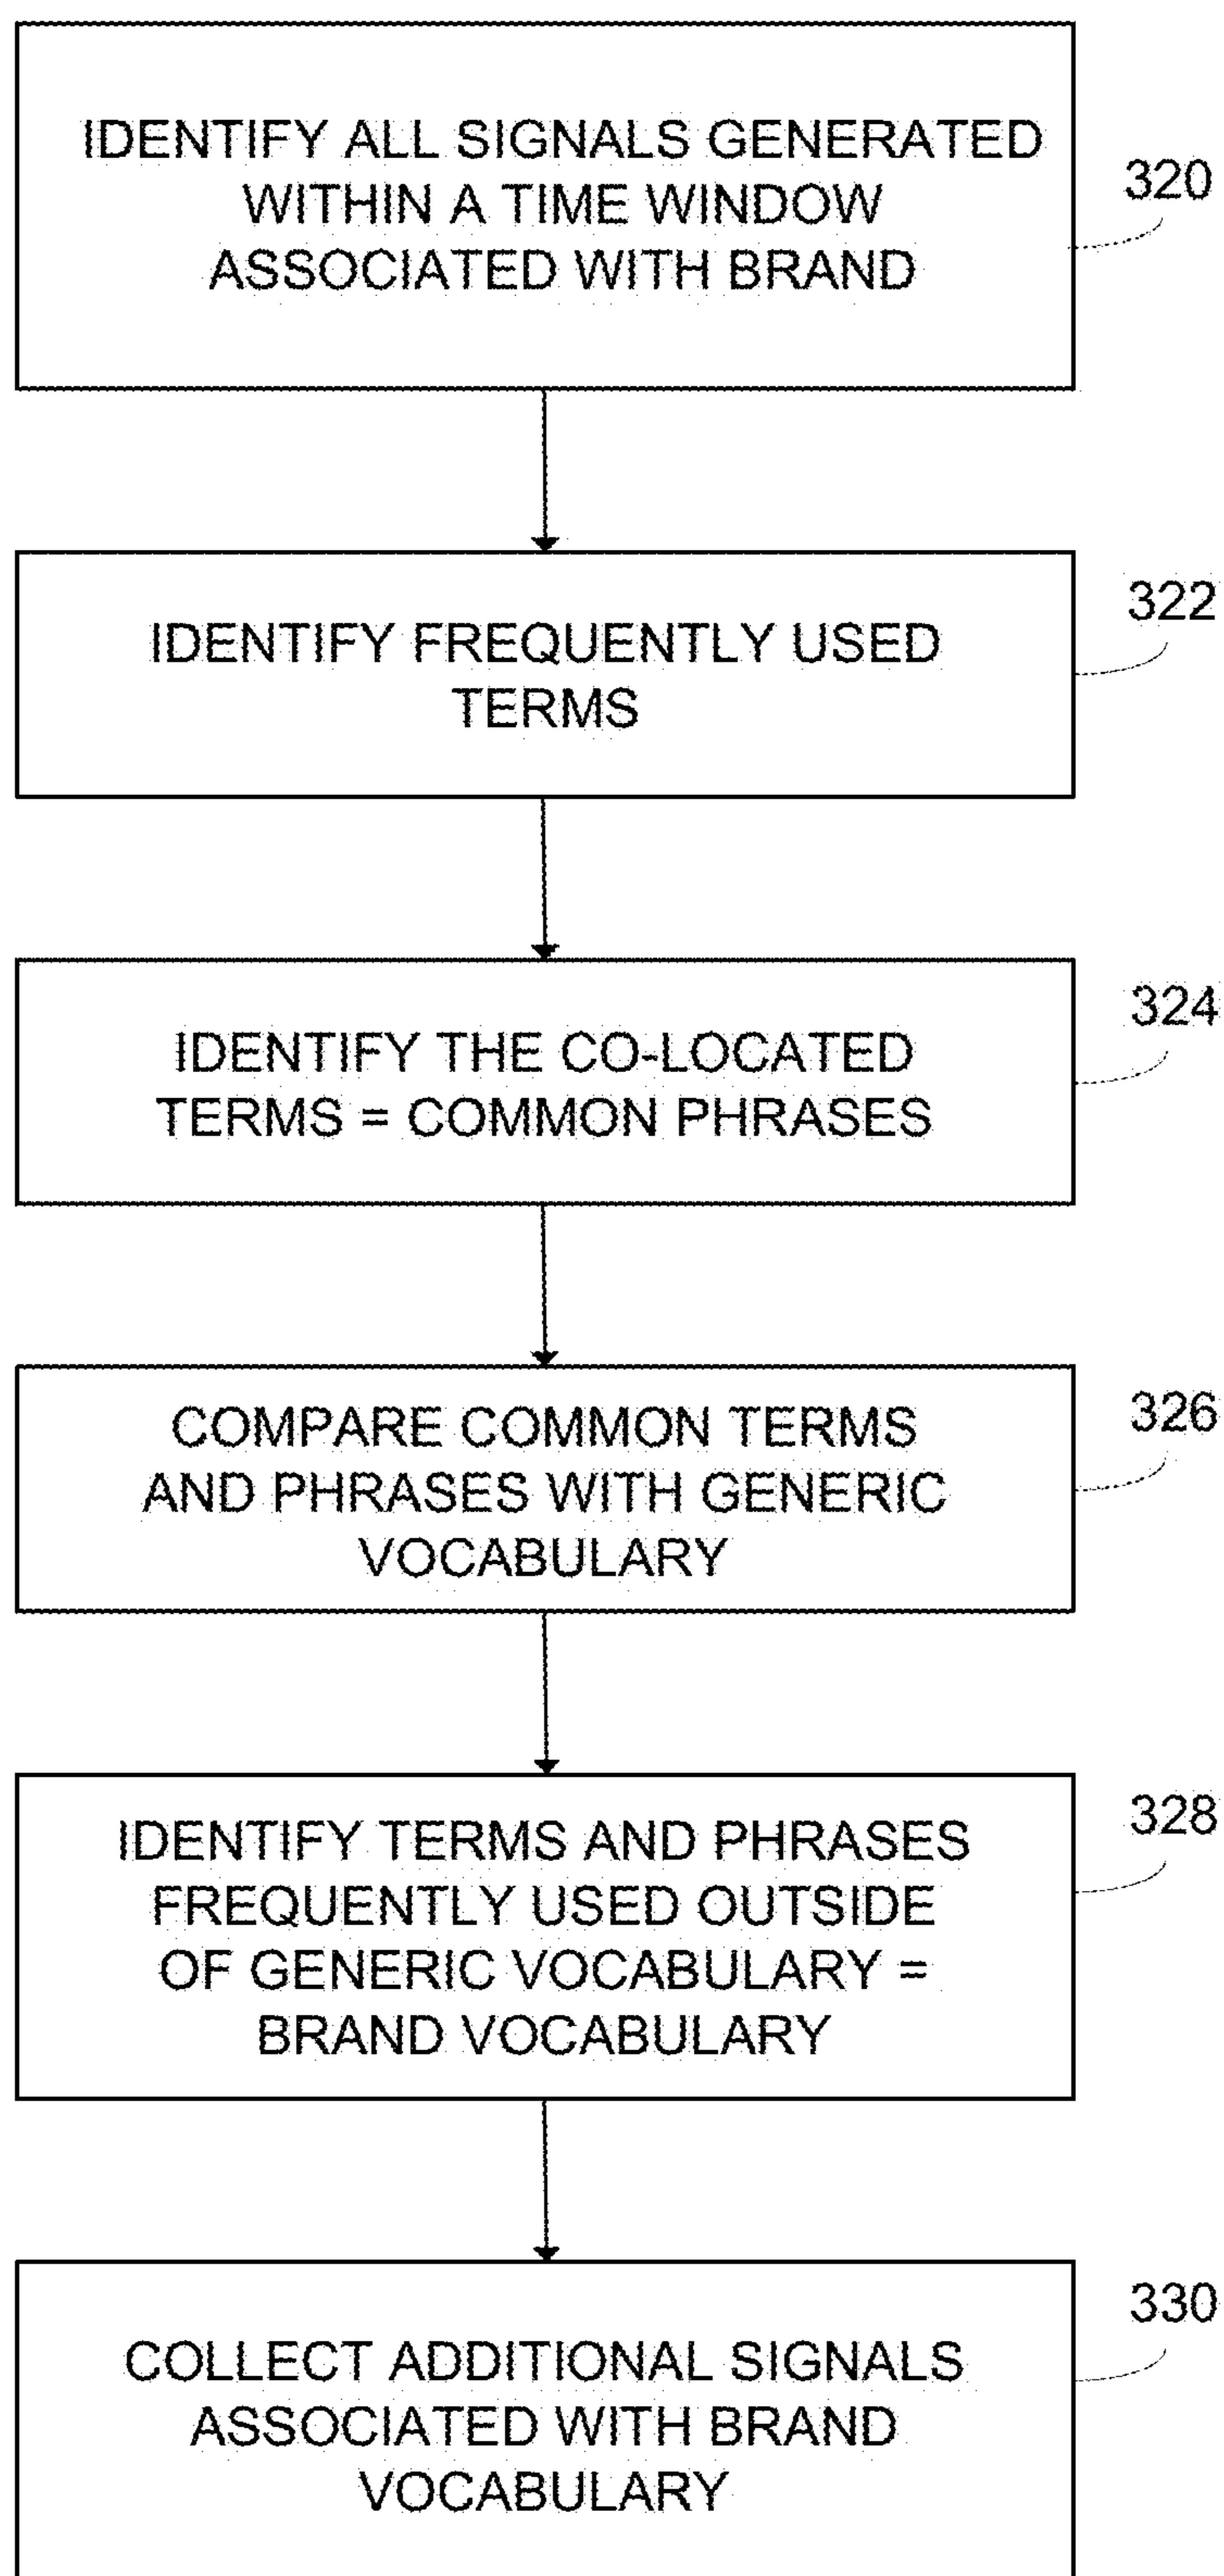 IDENTIFY ALL SIGNALS GENERATED
WITHIN A TIME WINDOW
ASSOCIATED WITH BRAND
320
IDENTIFY FREQUENTLY USED
TERMS
322
IDENTIFY THE CO-LOCATED
TERMS = COMMON PHRASES
324
COMPARE COMMON TERMS
AND PHRASES WITH GENERIC
VOCABULARY
326
IDENTIFY TERMS AND PHRASES
FREQUENTLY USED OUTSIDE
OF GENERIC VOCABULARY =
BRAND VOCABULARY
328
COLLECT ADDITIONAL SIGNALS
ASSOCIATED WITH BRAND
VOCABULARY
330